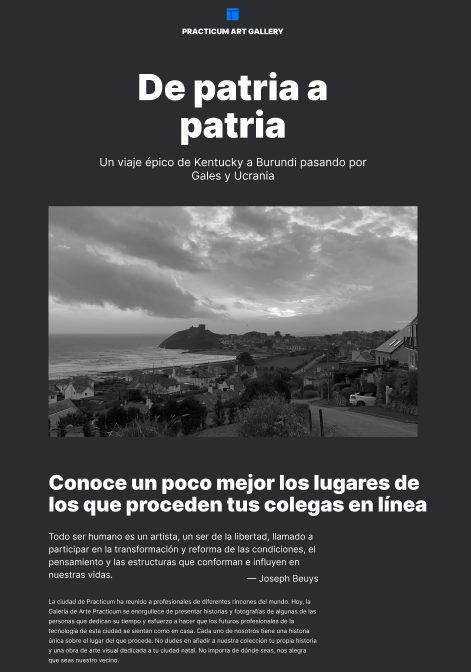 PRACTICUM ART GALLERY
De patria a
patria
Un viaje épico de Kentucky a Burundi pasando por
Gales y Ucrania
Conoce un poco mejor los lugares de
los que proceden tus colegas en línea
Todo ser humano es un artista, un ser de la libertad, llamado a
participar en la transformación y reforma de las condiciones, el
pensamiento y las estructuras que conforman e influyen en
nuestras vidas.
— Joseph Beuys
La ciudad de Practicum ha reunido a profesionales de diferentes rincones del mundo. Hoy, la
Galería de Arte Practicum se enorgullece de presentar historias y fotografías de algunas de las
personas que dedican su tiempo y esfuerzo a hacer que los futuros profesionales de la
tecnología de esta ciudad se sientan como en casa. Cada uno de nosotros tiene una historia
única sobre el lugar del que procede. No dudes en añadir a nuestra colección tu propia historia
y una obra de arte visual dedicada a tu ciudad natal. No importa de dónde seas, nos alegra
que seas nuestro vecino.